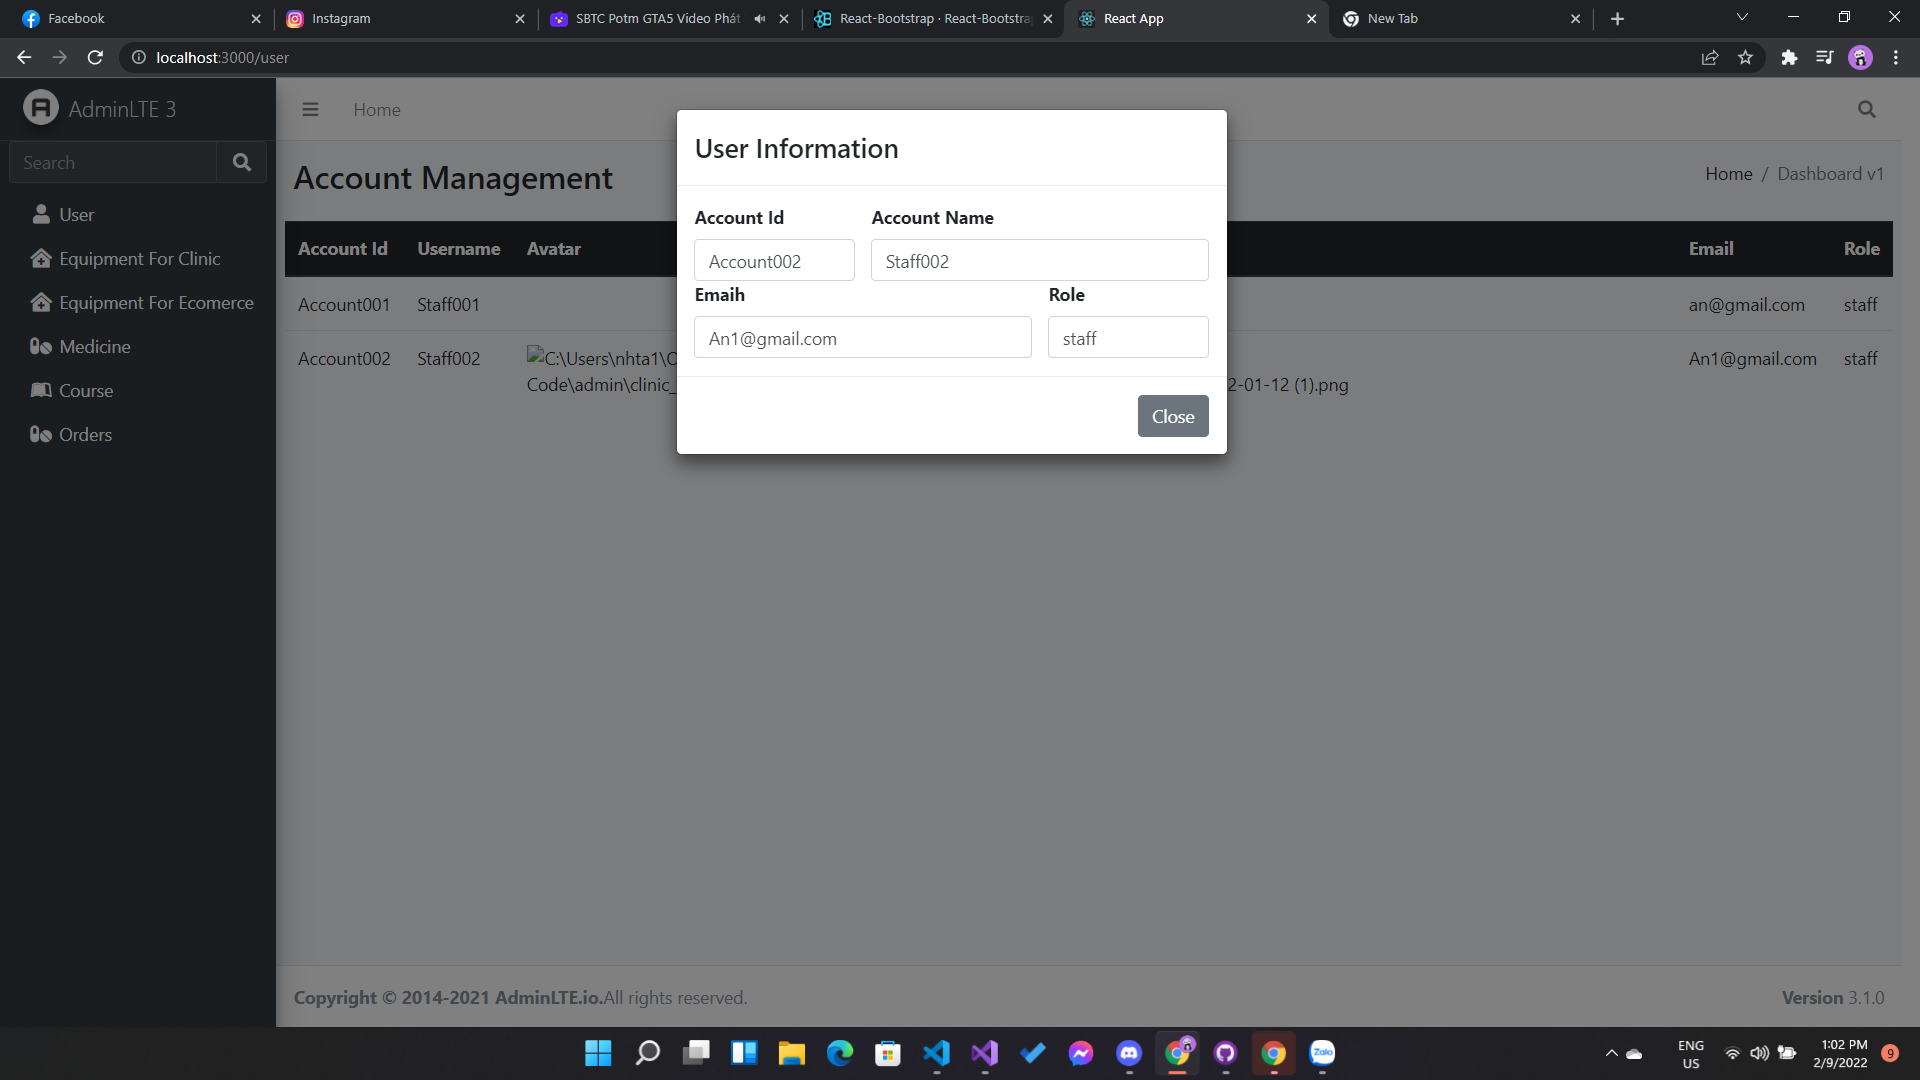 Facebook
Instagram
SBTC Potm GTA5 Video Phát
React-Bootstrap · React-Bootstra
React App
New Tab
localhost:3000/user
AdminLTE 3
Home
Search
User
Equipment For Clinic
Equipment For Ecomerce
Medicine
Course
Orders
Account Management
Home / Dashboard v1
Account Id Username Avatar Email Role
Account001 Staff001 an@gmail.com staff
Account002 Staff002 C:\Users\nhta1\O An1@gmail.com staff
Code\admin\clinic_ 2-01-12 (1).png
User Information
Account Id Account Name
Account002 Staff002
Emaih Role
An1@gmail.com staff
Close
Copyright © 2014-2021 AdminLTE.io.All rights reserved.
Version 3.1.0
Zalo
ENG
US
1:02 PM
2/9/2022
9